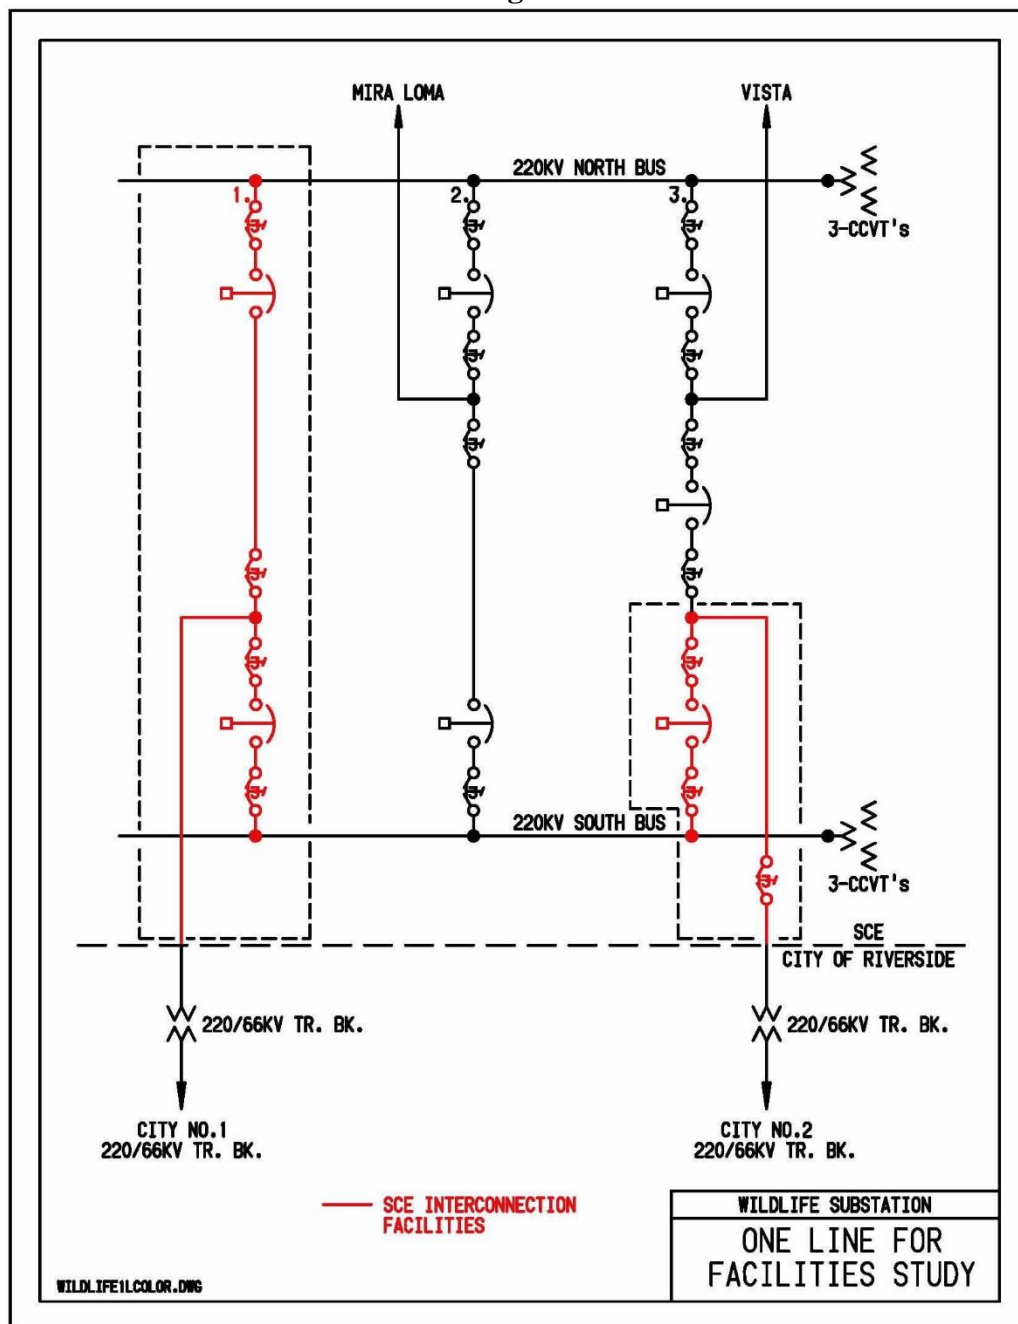 MIRA LOMA
VISTA
220KV NORTH BUS
1.
2.
3.
3-CCVT's
220KV SOUTH BUS
3-CCVT's
SCE
CITY OF RIVERSIDE
220/66KV TR. BK.
220/66KV TR. BK.
CITY NO.1
220/66KV TR. BK.
CITY NO.2
220/66KV TR. BK.
SCE INTERCONNECTION
FACILITIES
WILDLIFE SUBSTATION
ONE LINE FOR
FACILITIES STUDY
WILDLIFE1LCOLOR.DWG